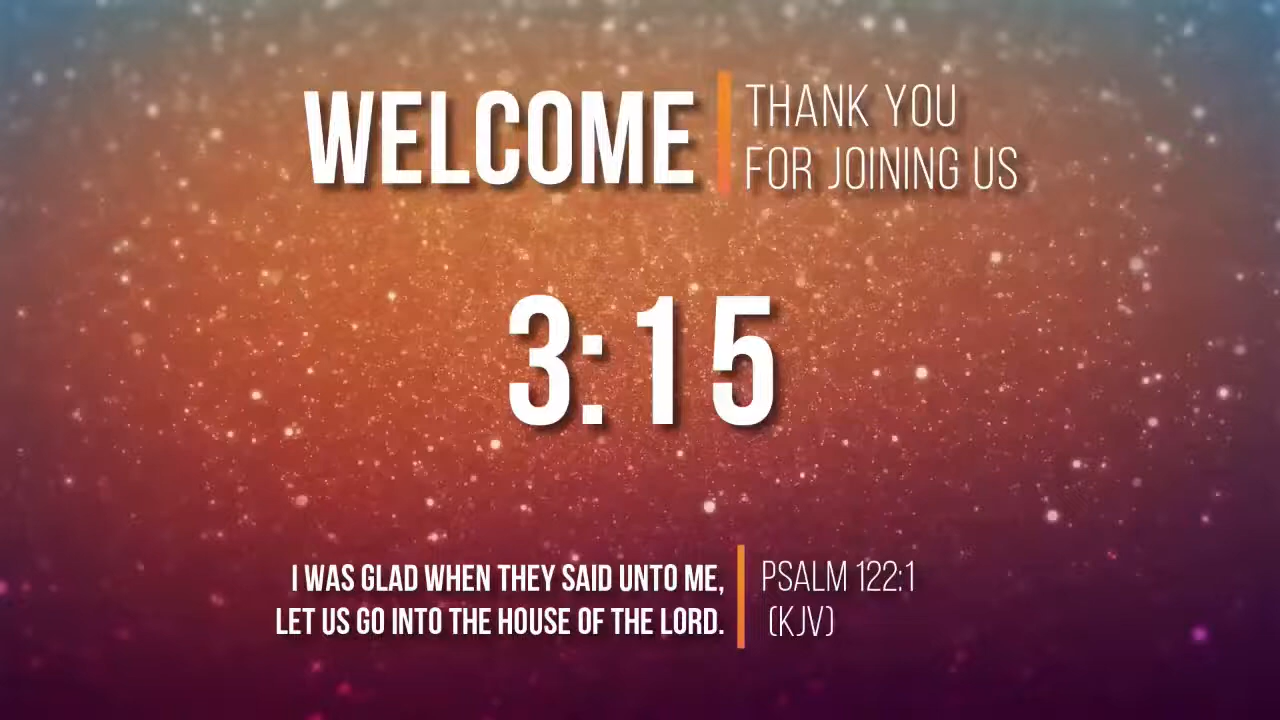 WELCOME
THANK YOU
FOR JOINING US
3:15
I WAS GLAD WHEN THEY SAID UNTO ME,
LET US GO INTO THE HOUSE OF THE LORD.
PSALM 122:1
(KJV)